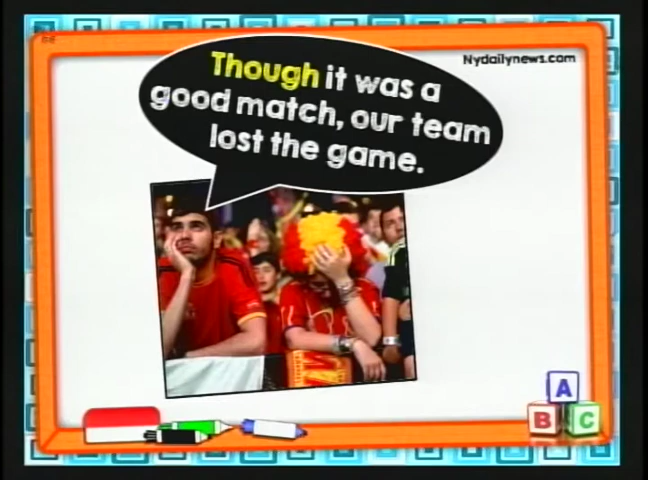 Nydailynews.com
Though it was a
good match, our team
lost the game.
A
B C